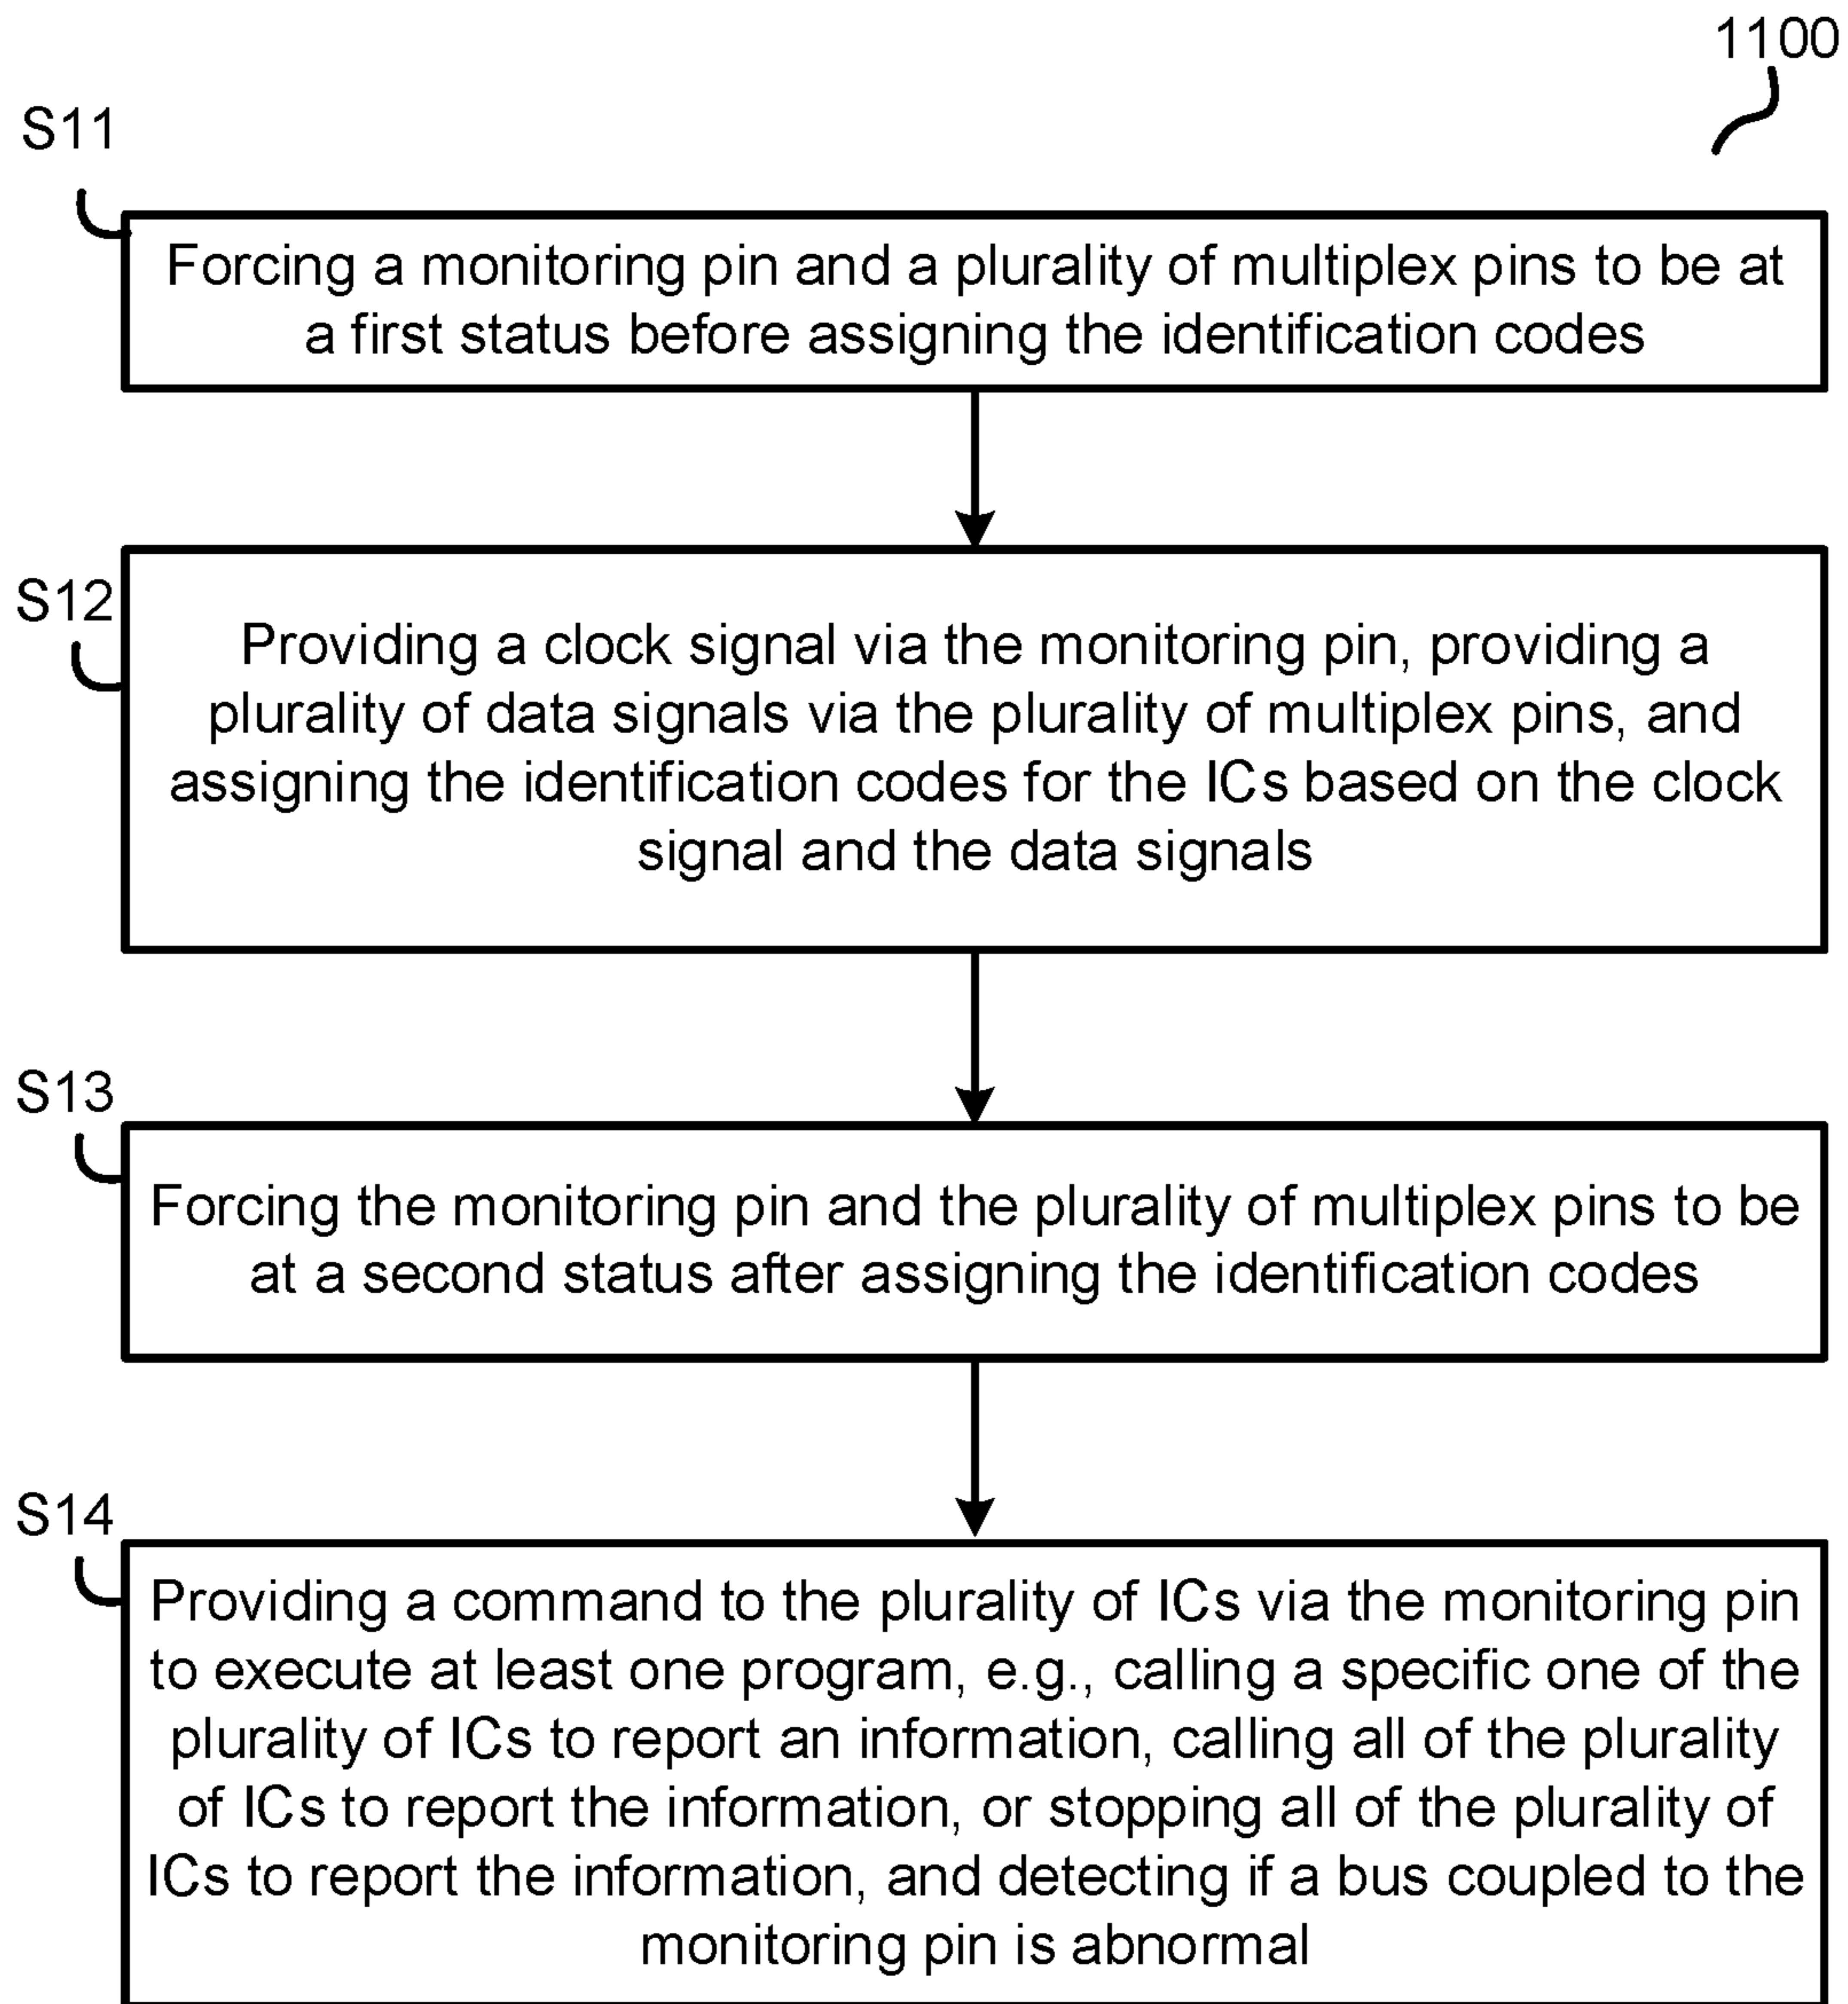 1100
S11
Forcing a monitoring pin and a plurality of multiplex pins to be at
a first status before assigning the identification codes
S12
Providing a clock signal via the monitoring pin, providing a
plurality of data signals via the plurality of multiplex pins, and
assigning the identification codes for the ICs based on the clock
signal and the data signals
S13
Forcing the monitoring pin and the plurality of multiplex pins to be
at a second status after assigning the identification codes
S14
Providing a command to the plurality of ICs via the monitoring pin
to execute at least one program, e.g., calling a specific one of the
plurality of ICs to report an information, calling all of the plurality
of ICs to report the information, or stopping all of the plurality of
ICs to report the information, and detecting if a bus coupled to the
monitoring pin is abnormal